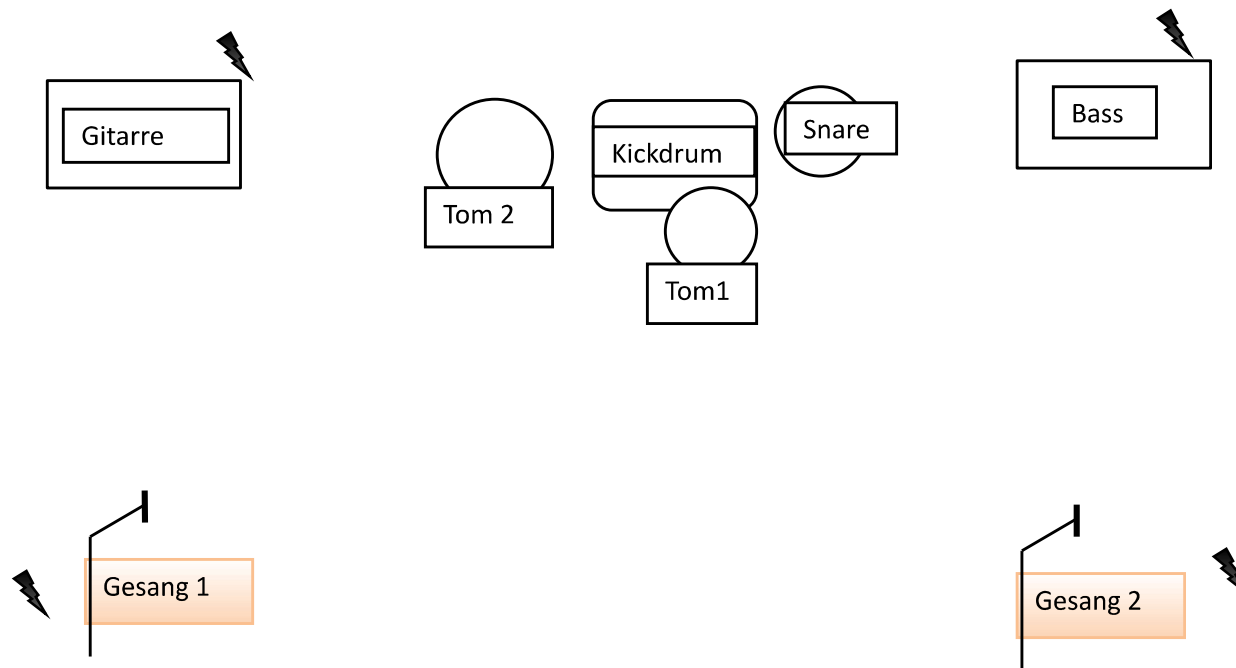 Gitarre
Kickdrum
Snare
Bass
Tom 2
Tom1
Gesang 1
Gesang 2